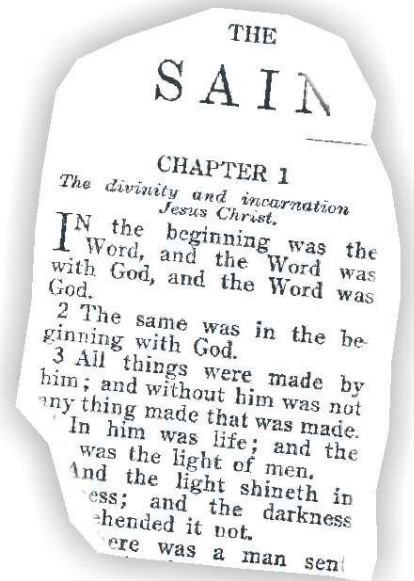 THE
SAIN
CHAPTER 1
The divinity and incarnation
Jesus Christ.
IN the beginning was the
Word, and the Word was
with God, and the Word was
God.
2 The same was in the be-
ginning with God.
3 All things were made by
him; and without him was not
any thing made that was made.
In him was life; and the
was the light of men.
And the light shineth in
ess; and the darkness
ehended it not.
ere was a man sent